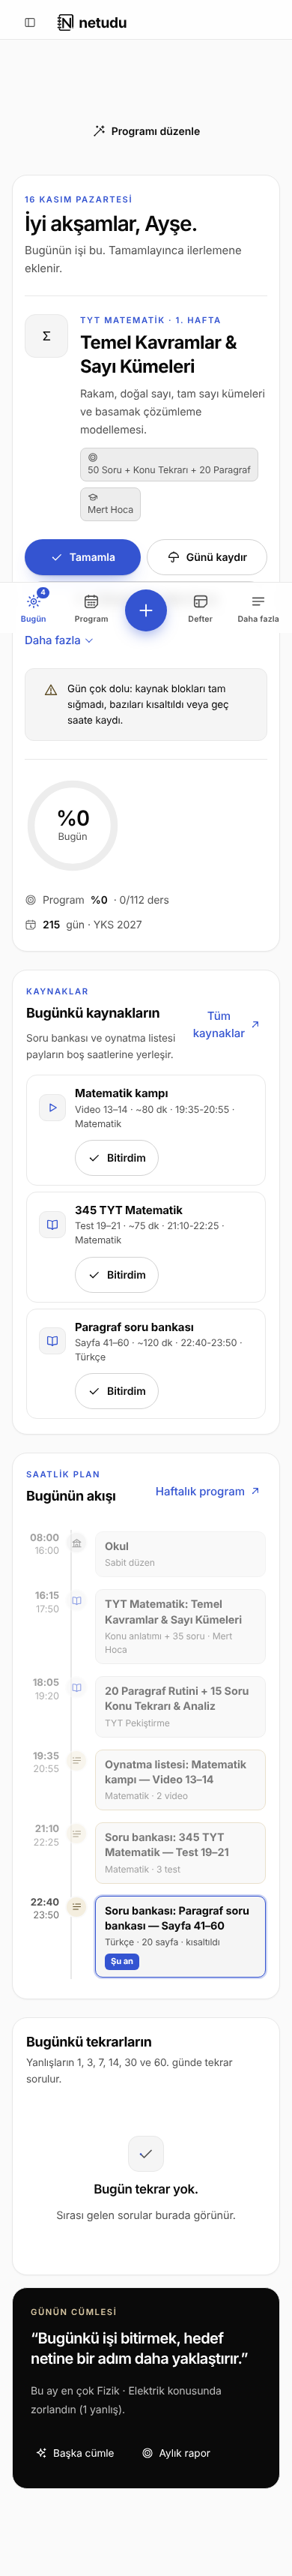 netudu
Programı düzenle
16 KASIM PAZARTESİ
İyi akşamlar, Ayşe.
Bugünün işi bu. Tamamlayınca ilerlemene
eklenir.
Σ
TYT MATEMATİK · 1. HAFTA
Temel Kavramlar &
Sayı Kümeleri
Rakam, doğal sayı, tam sayı kümeleri
ve basamak çözümleme
modellemesi.
50 Soru + Konu Tekrarı + 20 Paragraf
Mert Hoca
Tamamla
Günü kaydır
4
Bugün
Program
Defter
Daha fazla
Daha fazla
Gün çok dolu: kaynak blokları tam
sığmadı, bazıları kısaltıldı veya geç
saate kaydı.
%0
Bugün
Program %0 · 0/112 ders
215 gün · YKS 2027
KAYNAKLAR
Bugünkü kaynakların
Soru bankası ve oynatma listesi
payların boş saatlerine yerleşir.
Tüm
kaynaklar
Matematik kampı
Video 13–14 · ~80 dk · 19:35-20:55 ·
Matematik
Bitirdim
345 TYT Matematik
Test 19–21 · ~75 dk · 21:10-22:25 ·
Matematik
Bitirdim
Paragraf soru bankası
Sayfa 41–60 · ~120 dk · 22:40-23:50 ·
Türkçe
Bitirdim
SAATLİK PLAN
Bugünün akışı
Haftalık program
08:00
16:00
Okul
Sabit düzen
16:15
17:50
TYT Matematik: Temel
Kavramlar & Sayı Kümeleri
Konu anlatımı + 35 soru · Mert
Hoca
18:05
19:20
20 Paragraf Rutini + 15 Soru
Konu Tekrarı & Analiz
TYT Pekiştirme
19:35
20:55
Oynatma listesi: Matematik
kampı — Video 13–14
Matematik · 2 video
21:10
22:25
Soru bankası: 345 TYT
Matematik — Test 19–21
Matematik · 3 test
22:40
23:50
Soru bankası: Paragraf soru
bankası — Sayfa 41–60
Türkçe · 20 sayfa · kısaltıldı
Şu an
Bugünkü tekrarların
Yanlışların 1, 3, 7, 14, 30 ve 60. günde tekrar
sorulur.
Bugün tekrar yok.
Sırası gelen sorular burada görünür.
GÜNÜN CÜMLESİ
“Bugünkü işi bitirmek, hedef
netine bir adım daha yaklaştırır.”
Bu ay en çok Fizik · Elektrik konusunda
zorlandın (1 yanlış).
Başka cümle
Aylık rapor